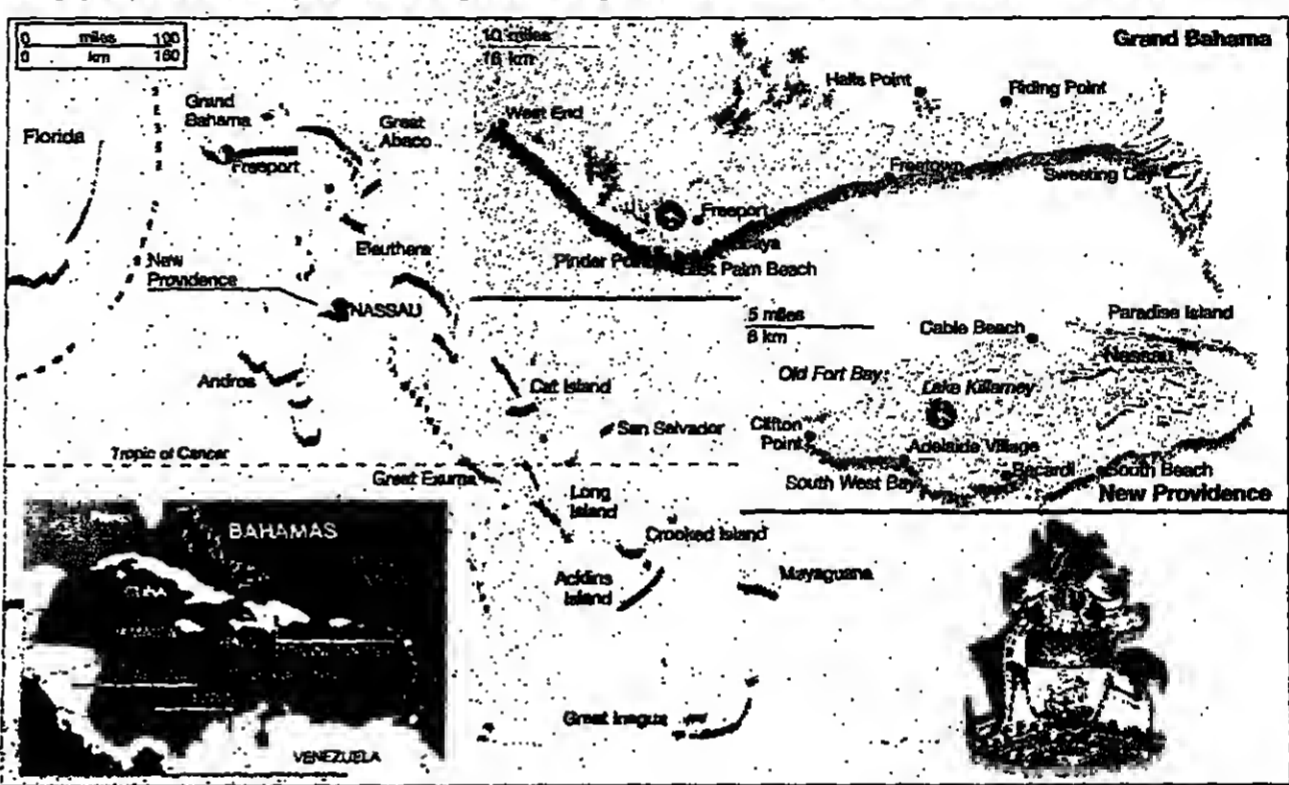 0 miles 100
0 km 160
Florida
Grand
Bahama
Freeport
Great
Abaco
Eleuthera
New
Providence
NASSAU
Andros
Cat Island
San Salvador
Tropic of Cancer
Great Exuma
Long
Island
Crooked Island
Acklins
Island
Mayaguana
Great Inagua
10 miles
16 km
Grand Bahama
West End
Halls Point
Riding Point
Freetown
Sweeting Cay
Freeport
Pinder Point
East Palm Beach
5 miles
8 km
Cable Beach
Paradise Island
Nassau
Old Fort Bay
Lake Killarney
Clifton
Point
Adelaide Village
South West Bay
Bacardi
South Beach
New Providence
BAHAMAS
CUBA
VENEZUELA